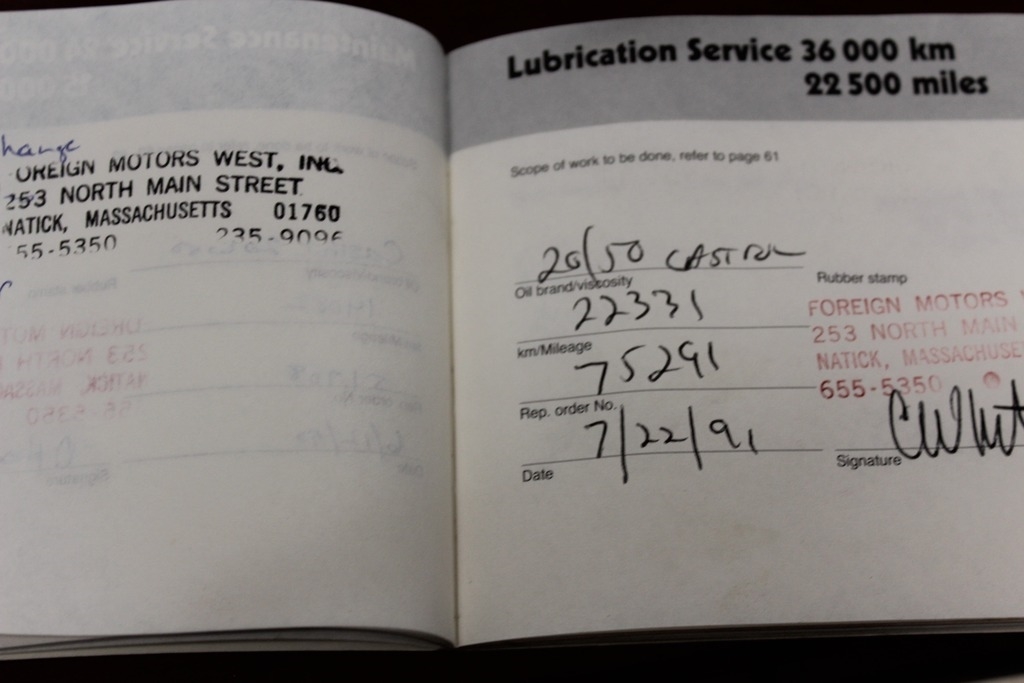 hange
OREIGN MOTORS WEST, INC.
253 NORTH MAIN STREET
NATICK, MASSACHUSETTS 01760
55-5350 235-9096
Lubrication Service 36 000 km
22 500 miles
Scope of work to be done, refer to page 61
20/50 CASTROL
Oil brand/viscosity
22331
km/Mileage
75291
Rep. order No.
7/22/91
Date
Rubber stamp
FOREIGN MOTORS
253 NORTH MAIN
NATICK, MASSACHUSE
655-5350
Signature